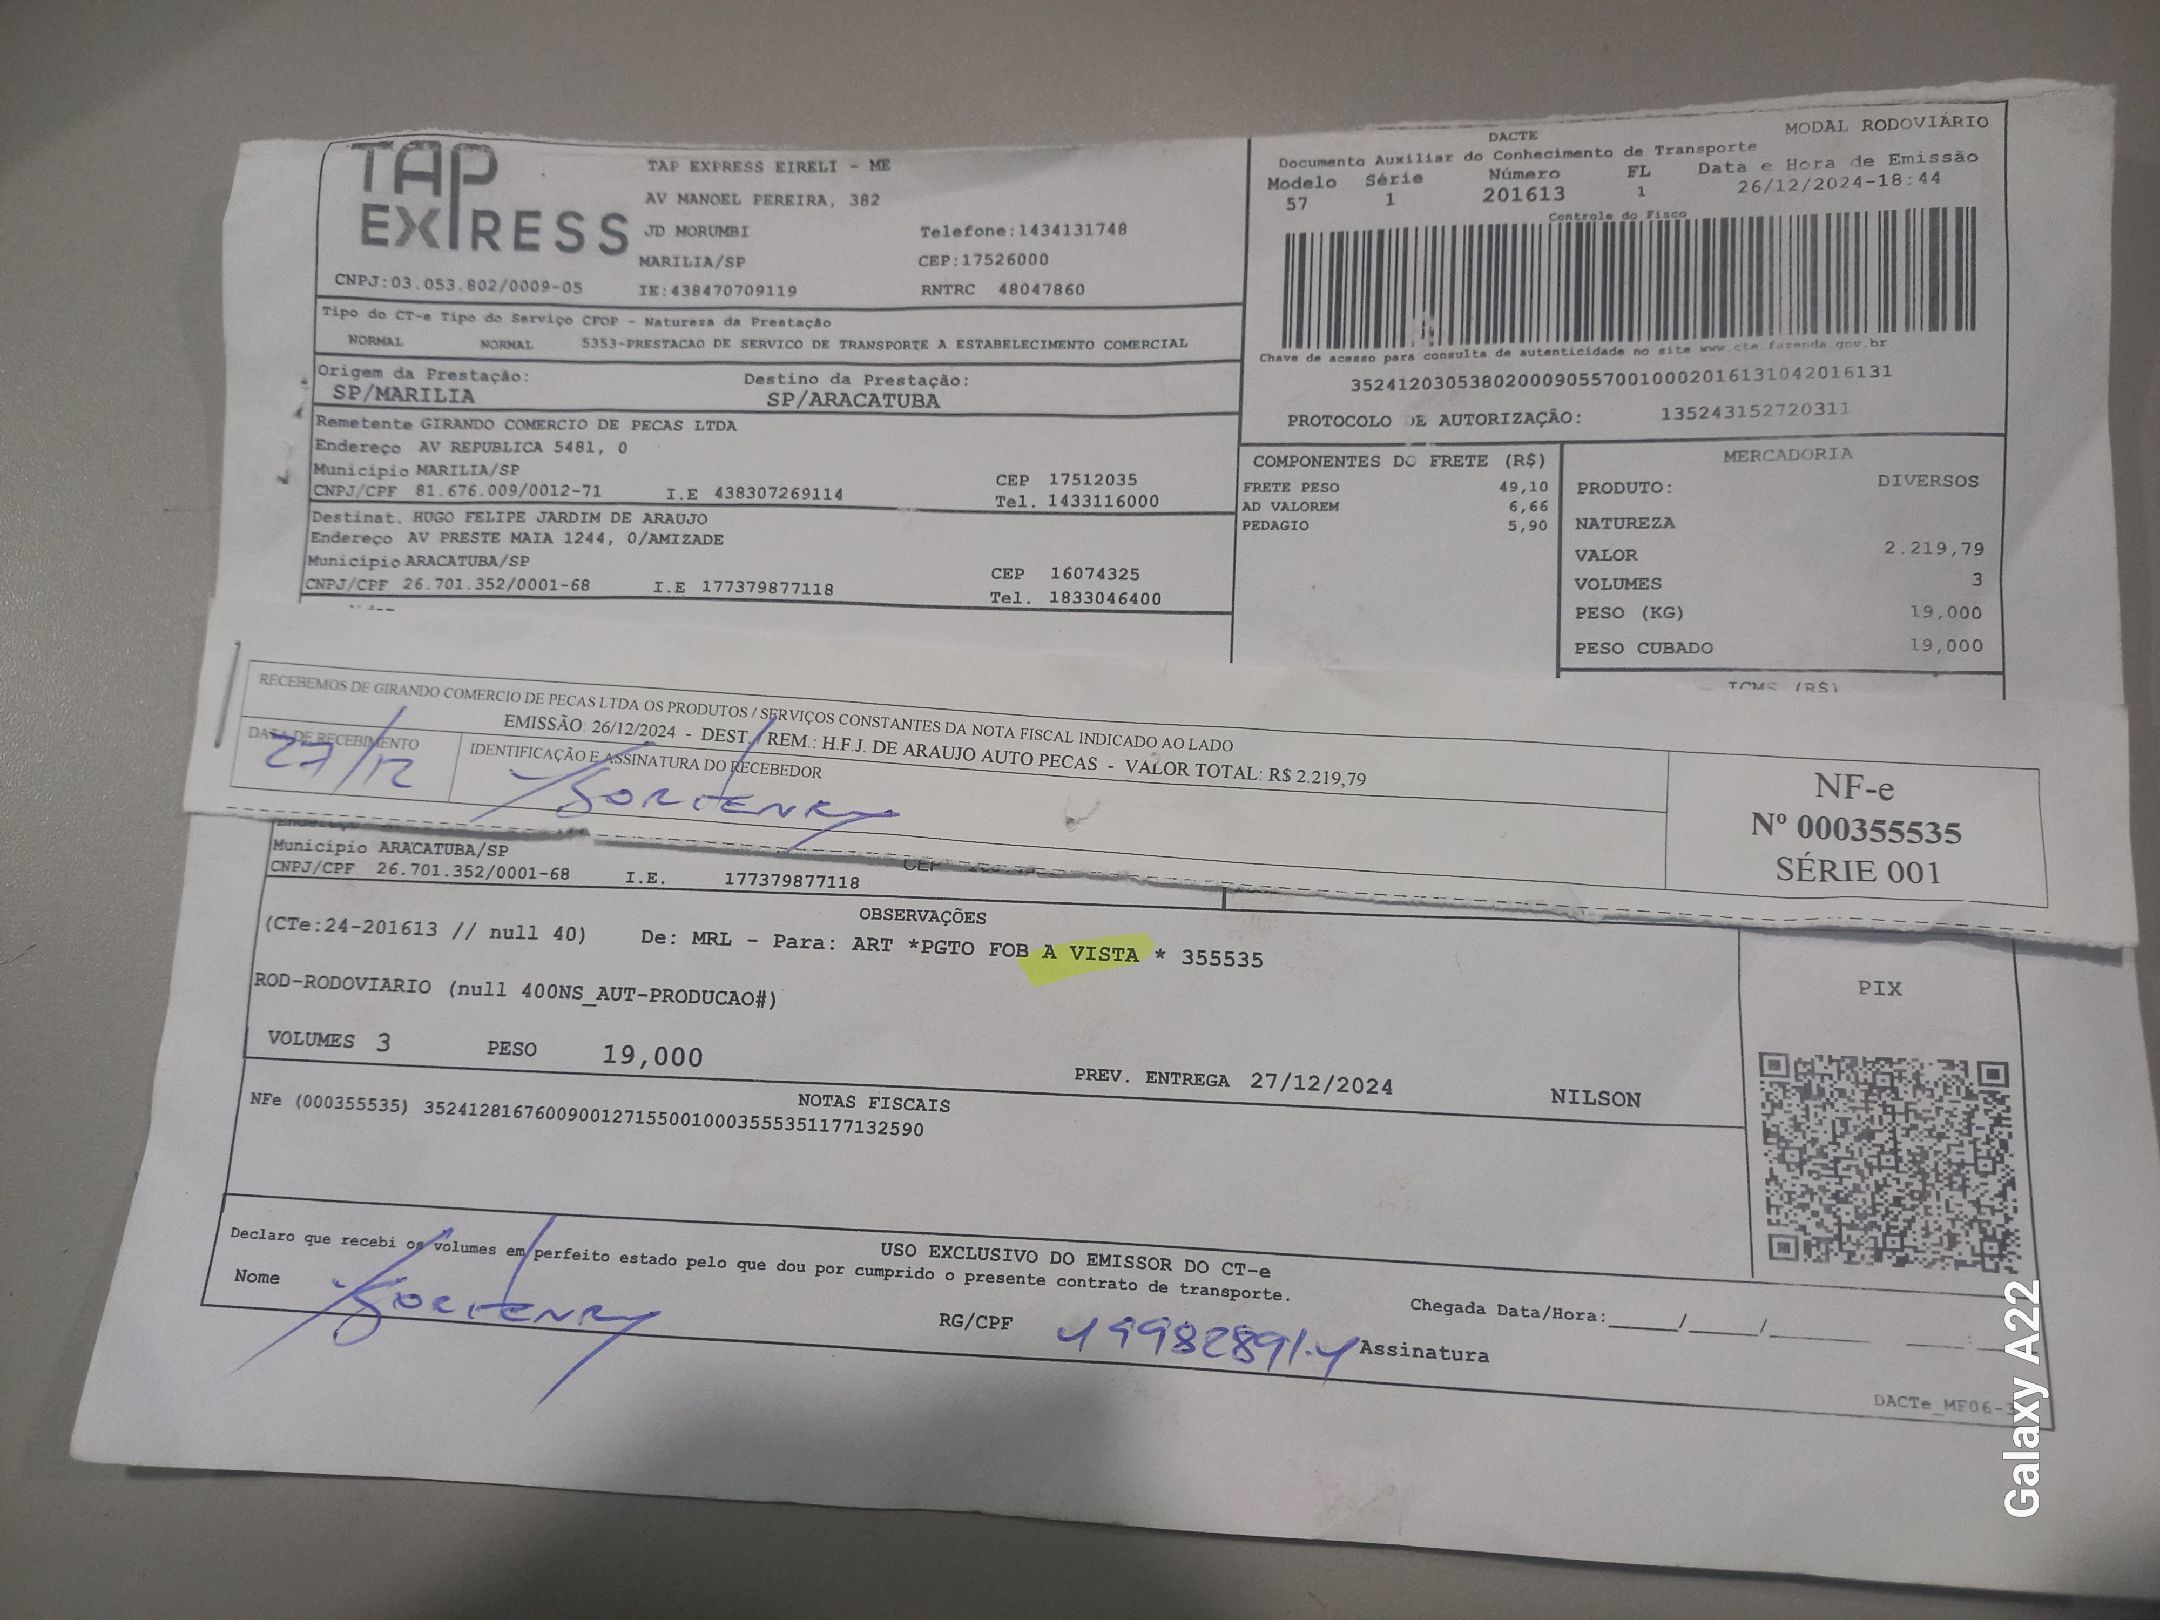 TAP
EXPRESS
TAP EXPRESS EIRELI - ME
AV MANOEL PEREIRA, 382
JD MORUMBI
Telefone:1434131748
MARILIA/SP
CEP:17526000
CNPJ:03.053.802/0009-05
IE:438470709119
RNTRC 48047860
DACTE
MODAL RODOVIÁRIO
Documento Auxiliar do Conhecimento de Transporte
Modelo Série Número FL Data e Hora de Emissão
57 1 201613 1 26/12/2024-18:44
Controle do Fisco
Chave de acesso para consulta de autenticidade no site www.cte.fazenda.gov.br
35241203053802000905570010002016131042016131
PROTOCOLO DE AUTORIZAÇÃO: 135243152720311
Tipo do CT-e Tipo do Serviço CFOP - Natureza da Prestação
NORMAL NORMAL 5353-PRESTACAO DE SERVICO DE TRANSPORTE A ESTABELECIMENTO COMERCIAL
Origem da Prestação: Destino da Prestação:
SP/MARILIA SP/ARACATUBA
Remetente GIRANDO COMERCIO DE PECAS LTDA
Endereço AV REPUBLICA 5481, 0
Municipio MARILIA/SP CEP 17512035
CNPJ/CPF 81.676.009/0012-71 I.E 438307269114 Tel. 1433116000
Destinat. HUGO FELIPE JARDIM DE ARAUJO
Endereço AV PRESTE MAIA 1244, 0/AMIZADE
Municipio ARACATUBA/SP CEP 16074325
CNPJ/CPF 26.701.352/0001-68 I.E 177379877118 Tel. 1833046400
COMPONENTES DO FRETE (R$)
FRETE PESO 49,10
AD VALOREM 6,66
PEDAGIO 5,90
MERCADORIA
PRODUTO: DIVERSOS
NATUREZA
VALOR 2.219,79
VOLUMES 3
PESO (KG) 19,000
PESO CUBADO 19,000
ICMS (R$)
RECEBEMOS DE GIRANDO COMERCIO DE PECAS LTDA OS PRODUTOS / SERVIÇOS CONSTANTES DA NOTA FISCAL INDICADO AO LADO
EMISSÃO: 26/12/2024 - DEST. / REM.: H.F.J. DE ARAUJO AUTO PECAS - VALOR TOTAL: R$ 2.219,79
DATA DE RECEBIMENTO
27/12
IDENTIFICAÇÃO E ASSINATURA DO RECEBEDOR
NF-e
Nº 000355535
SÉRIE 001
Endereço
Municipio ARACATUBA/SP CEP
CNPJ/CPF 26.701.352/0001-68 I.E. 177379877118
OBSERVAÇÕES
(CTe:24-201613 // null 40) De: MRL - Para: ART *PGTO FOB A VISTA * 355535
ROD-RODOVIARIO (null 400NS_AUT-PRODUCAO#)
VOLUMES 3 PESO 19,000
PREV. ENTREGA 27/12/2024 NILSON
PIX
NOTAS FISCAIS
NFe (000355535) 35241281676009001271550010003555351177132590
USO EXCLUSIVO DO EMISSOR DO CT-e
Declaro que recebi os volumes em perfeito estado pelo que dou por cumprido o presente contrato de transporte.
Nome
RG/CPF 49982891-4 Assinatura
Chegada Data/Hora:_____/_____/_____ :
DACTe_MF06-3
Galaxy A22